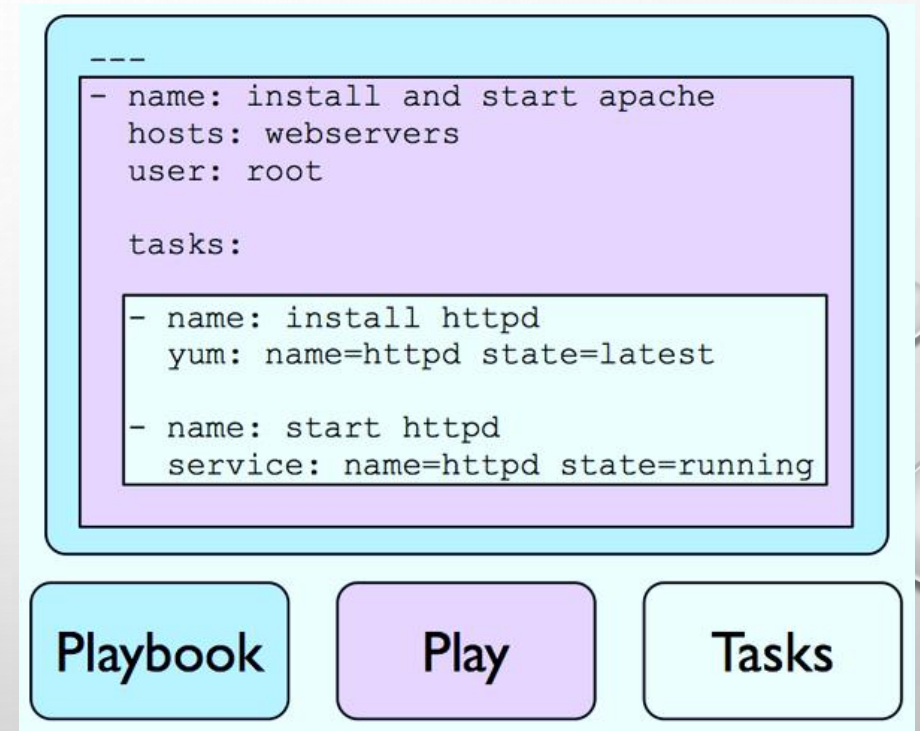 ---
- name: install and start apache
  hosts: webservers
  user: root

  tasks:

  - name: install httpd
    yum: name=httpd state=latest

  - name: start httpd
    service: name=httpd state=running
Playbook
Play
Tasks